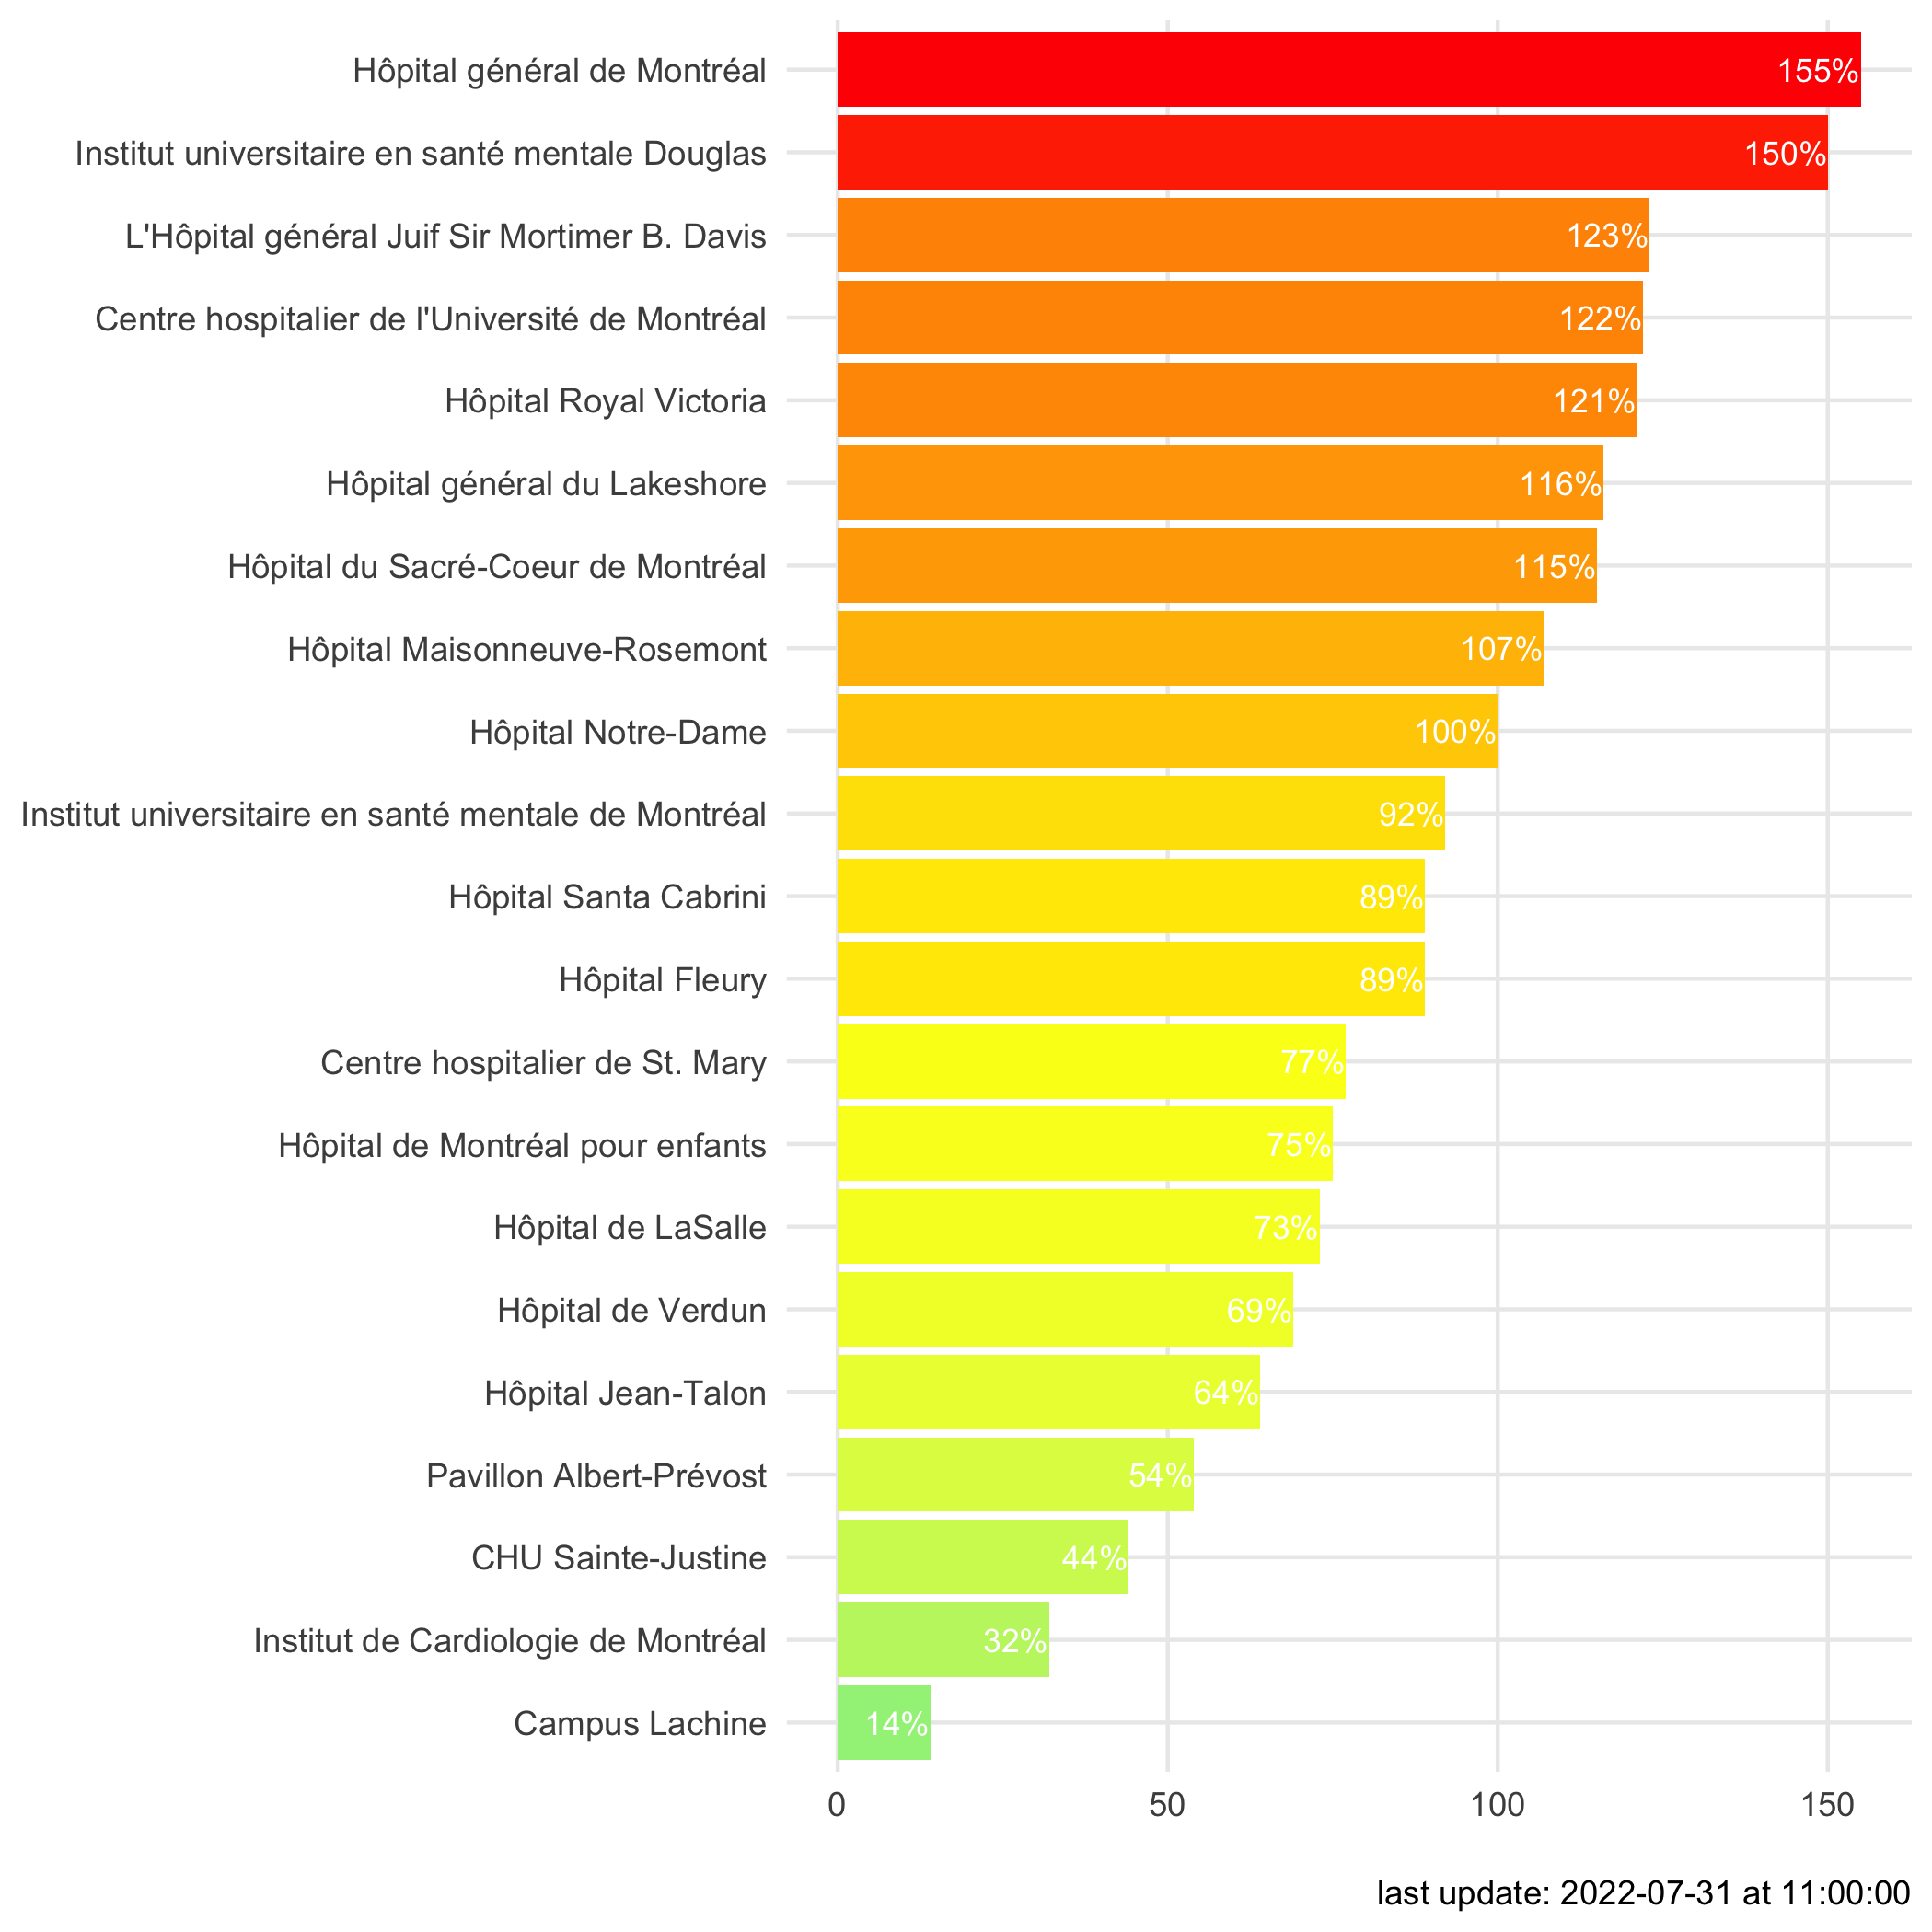 Hôpital général de Montréal 155%
Institut universitaire en santé mentale Douglas 150%
L'Hôpital général Juif Sir Mortimer B. Davis 123%
Centre hospitalier de l'Université de Montréal 122%
Hôpital Royal Victoria 121%
Hôpital général du Lakeshore 116%
Hôpital du Sacré-Coeur de Montréal 115%
Hôpital Maisonneuve-Rosemont 107%
Hôpital Notre-Dame 100%
Institut universitaire en santé mentale de Montréal 92%
Hôpital Santa Cabrini 89%
Hôpital Fleury 89%
Centre hospitalier de St. Mary 77%
Hôpital de Montréal pour enfants 75%
Hôpital de LaSalle 73%
Hôpital de Verdun 69%
Hôpital Jean-Talon 64%
Pavillon Albert-Prévost 54%
CHU Sainte-Justine 44%
Institut de Cardiologie de Montréal 32%
Campus Lachine 14%
0 50 100 150
last update: 2022-07-31 at 11:00:00